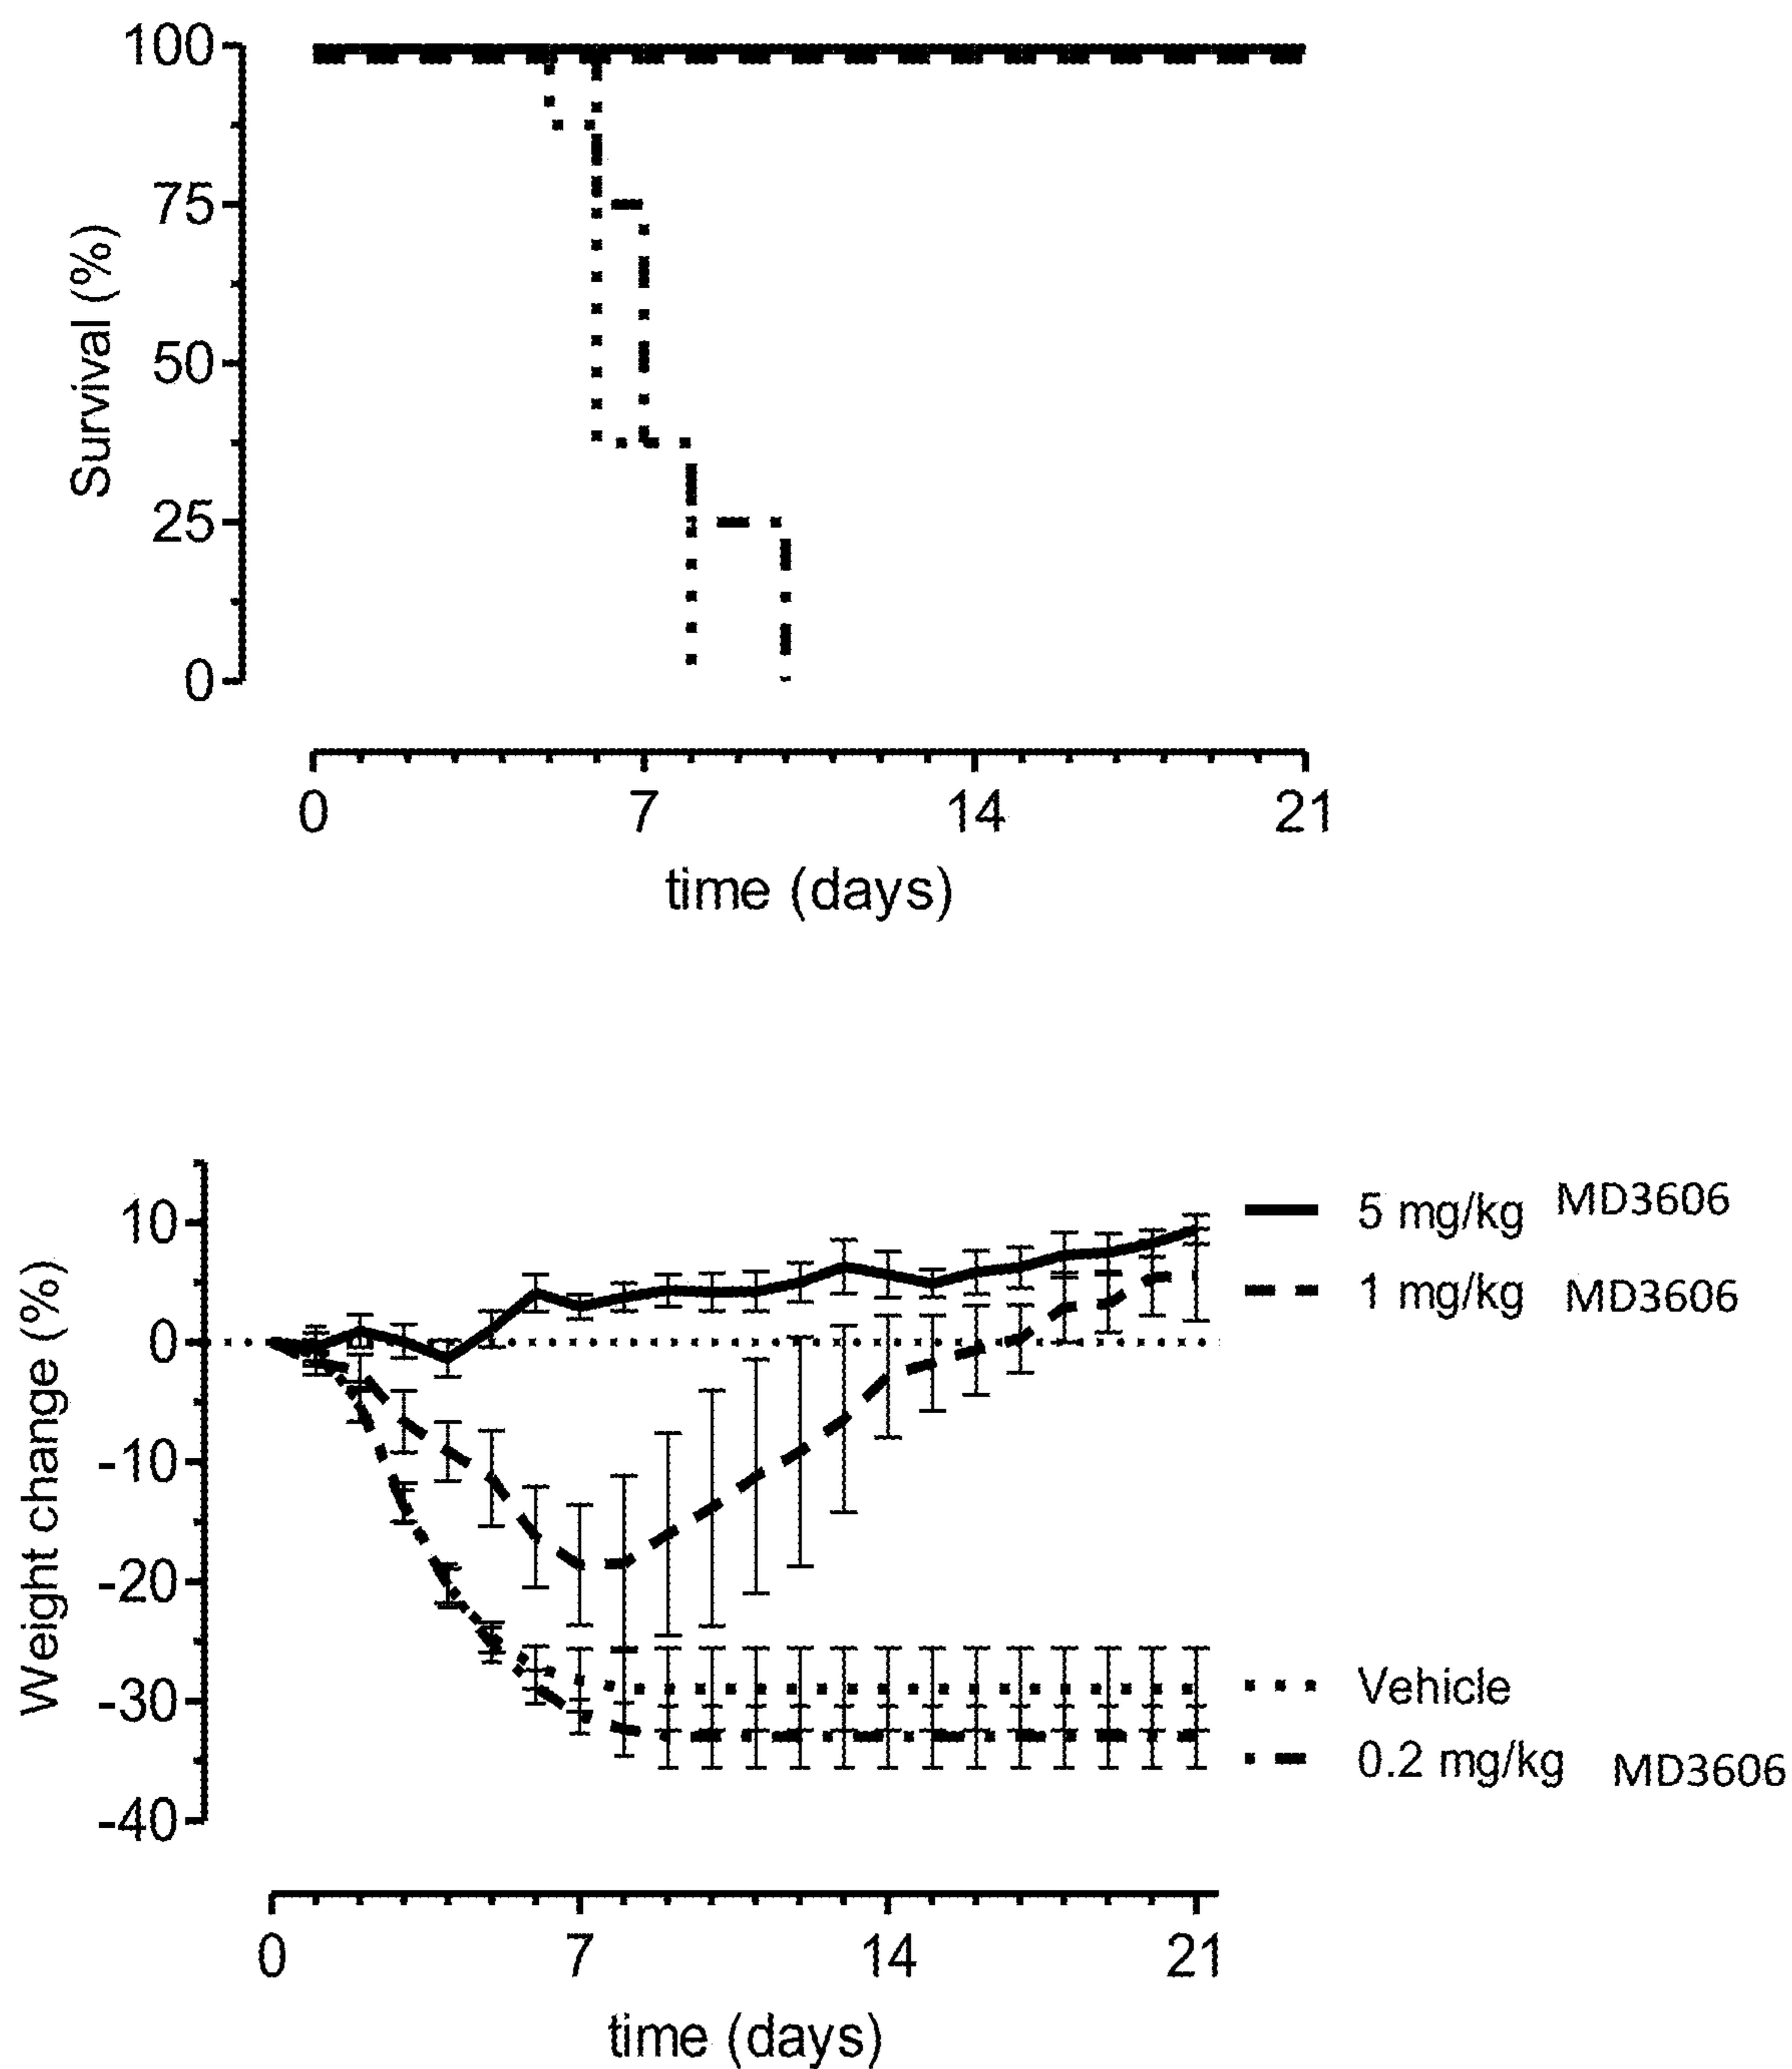 100
75
50
25
0
Survival (%)
0 7 14 21
time (days)
10
0
-10
-20
-30
-40
Weight change (%)
5 mg/kg MD3606
1 mg/kg MD3606
Vehicle
0.2 mg/kg MD3606
0 7 14 21
time (days)